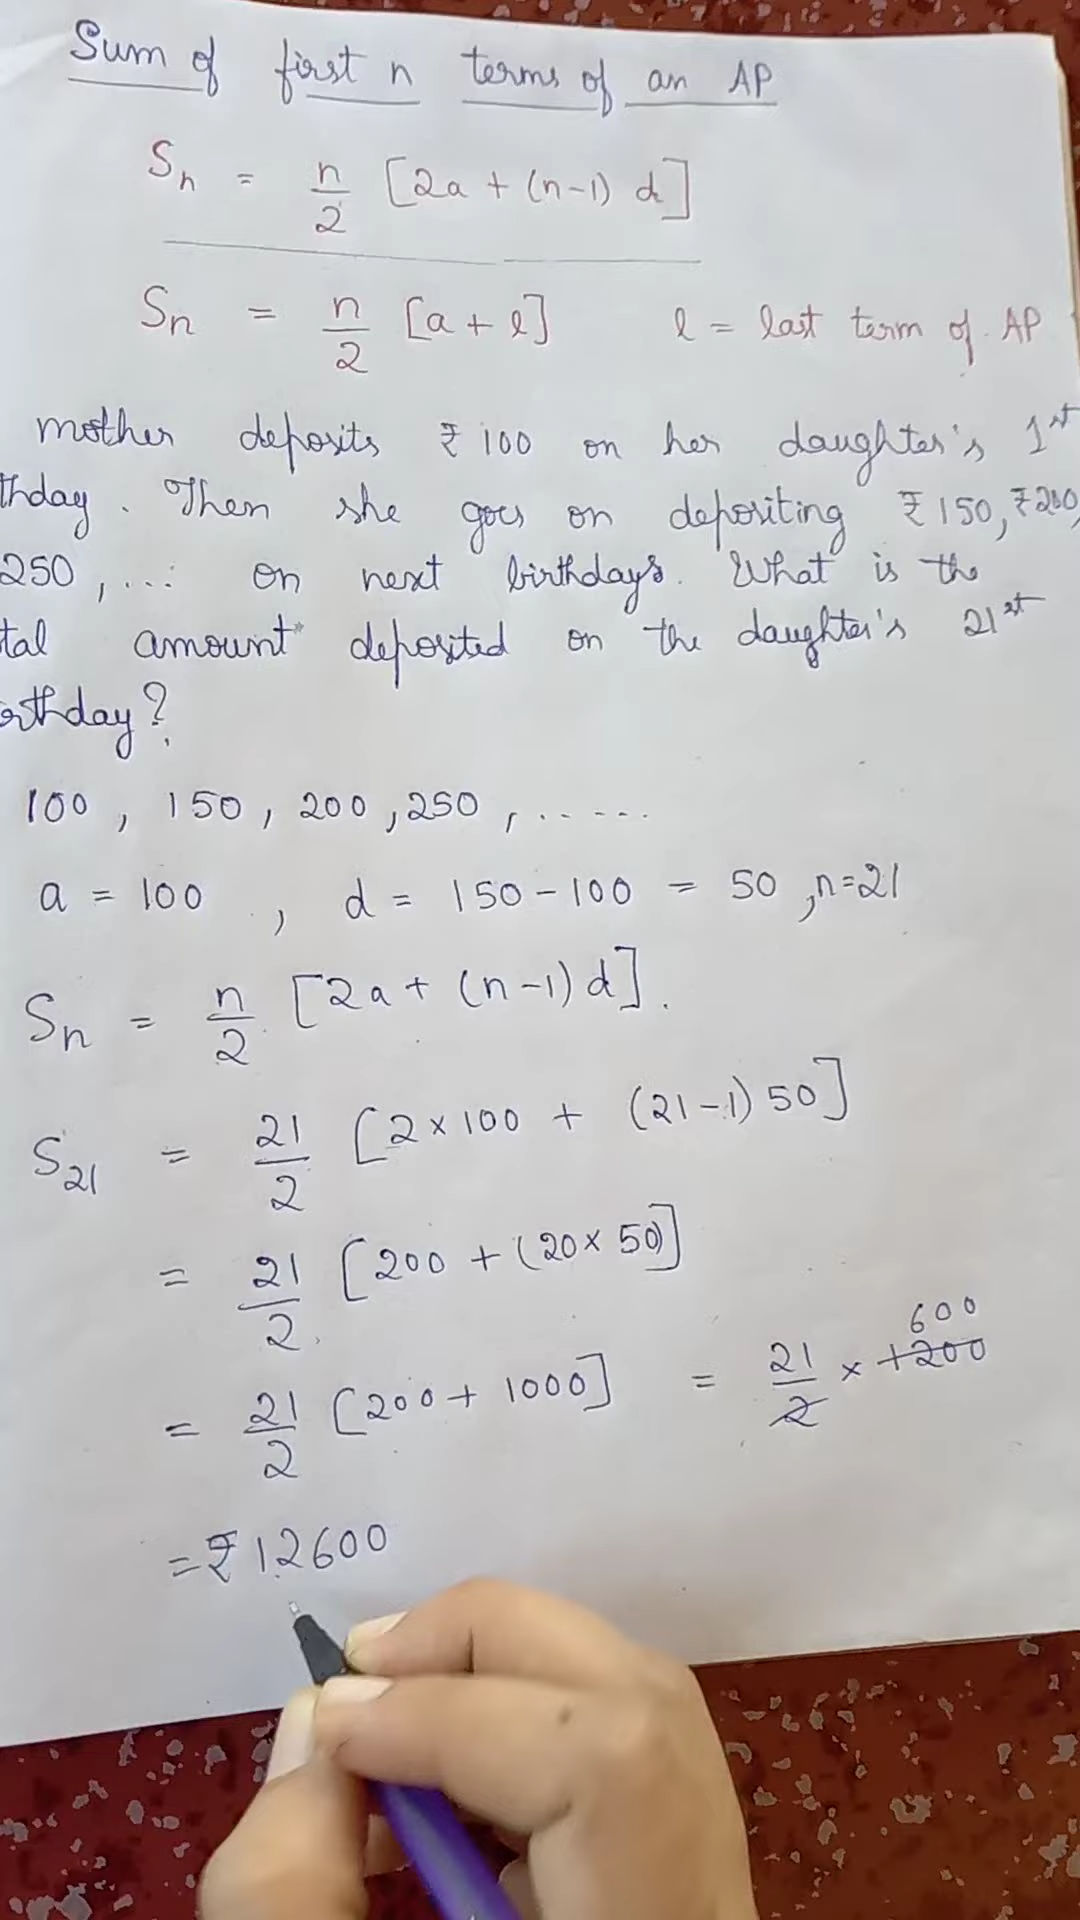 Sum of first n terms of an AP
Sn = n/2 [2a + (n-1) d]
Sn = n/2 [a + l] l = last term of AP
mother deposits ₹ 100 on her daughter's 1st
thday. Then she goes on depositing ₹ 150, ₹ 200,
250, ... on next birthdays. What is the
tal amount deposited on the daughter's 21st
rthday?
100, 150, 200, 250, ......
a = 100, d = 150 - 100 = 50, n = 21
Sn = n/2 [2a + (n-1) d].
S21 = 21/2 [2 × 100 + (21-1) 50]
= 21/2 [200 + (20 × 50)]
= 21/2 [200 + 1000] = 21/2 × 1200 600
= ₹ 12600